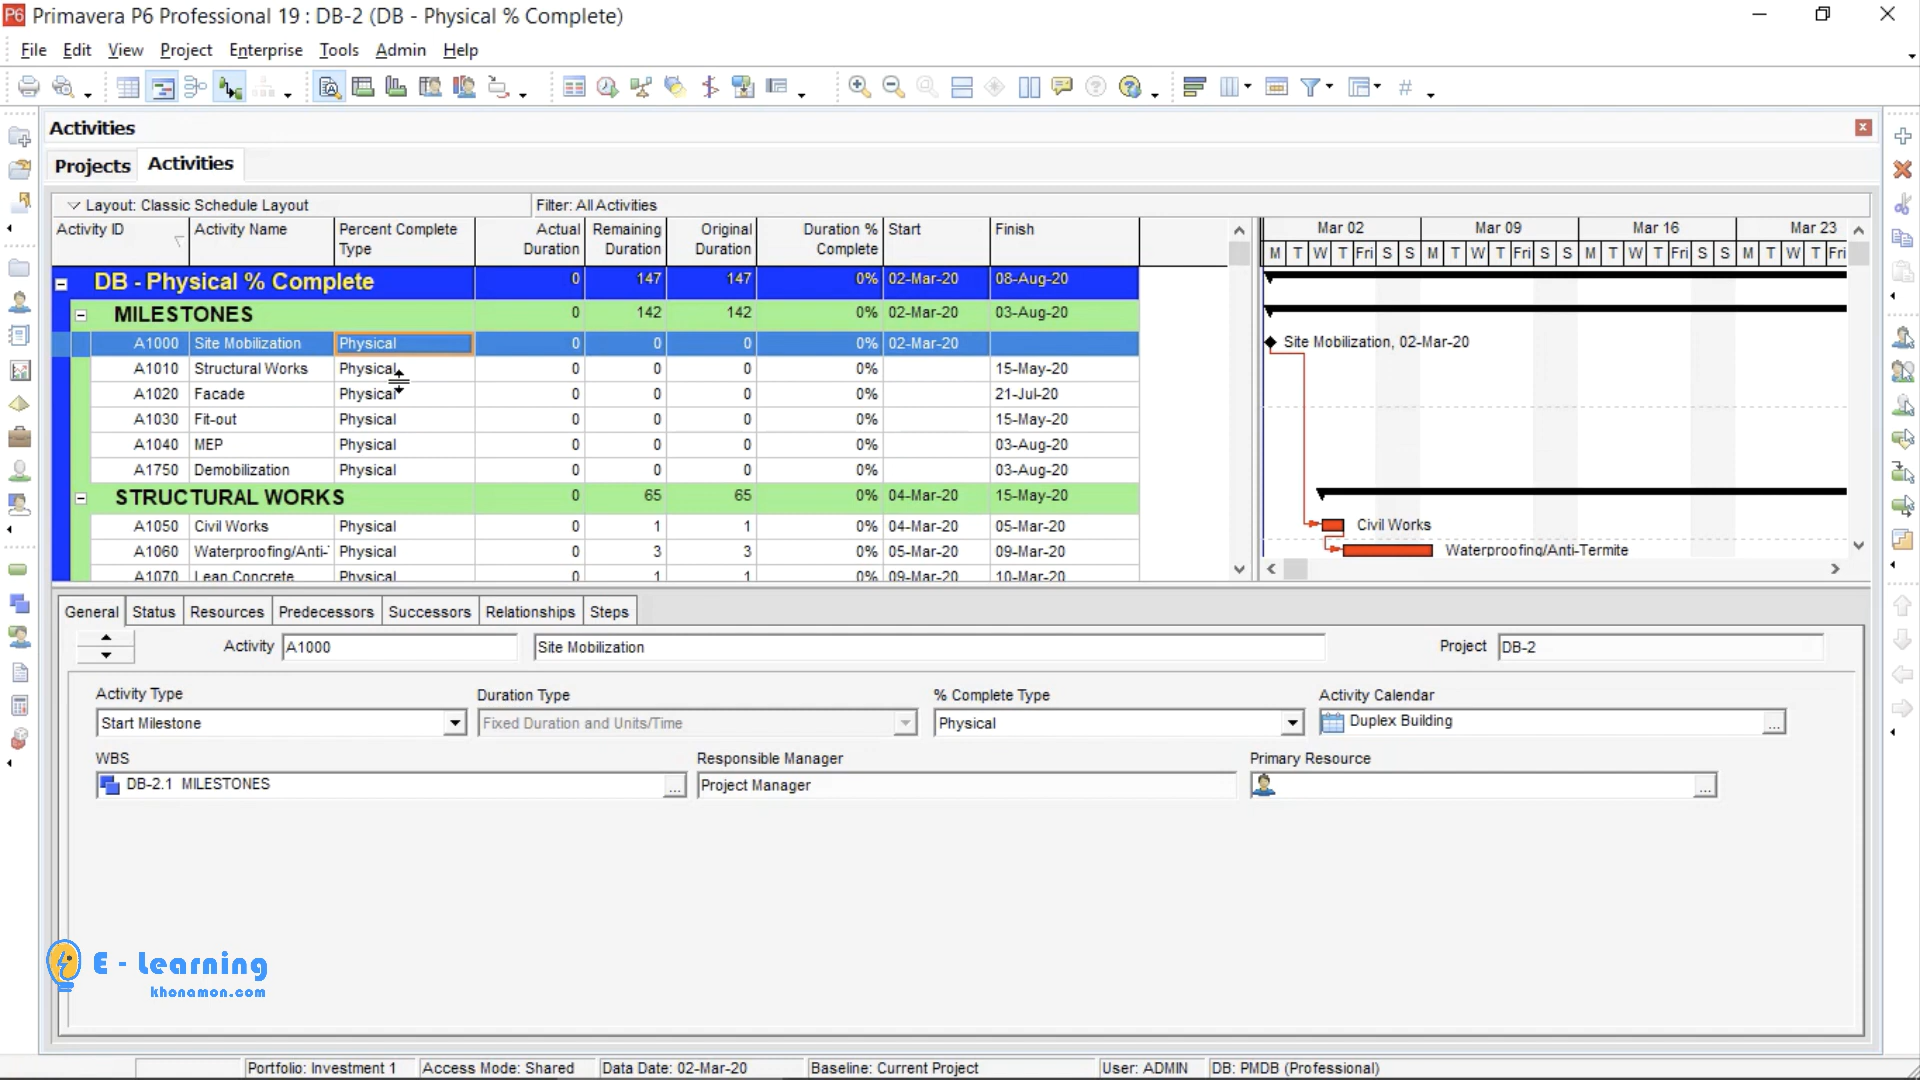 Primavera P6 Professional 19 : DB-2 (DB - Physical % Complete)
File Edit View Project Enterprise Tools Admin Help
Activities
Projects Activities
Layout: Classic Schedule Layout Filter: All Activities
Activity ID Activity Name Percent Complete Type Actual Duration Remaining Duration Original Duration Duration % Complete Start Finish
Mar 02 Mar 09 Mar 16 Mar 23
M T W T Fri S S M T W T Fri S S M T W T Fri S S M T W T Fri
DB - Physical % Complete 0 147 147 0% 02-Mar-20 08-Aug-20
MILESTONES 0 142 142 0% 02-Mar-20 03-Aug-20
A1000 Site Mobilization Physical 0 0 0 0% 02-Mar-20 Site Mobilization, 02-Mar-20
A1010 Structural Works Physical 0 0 0 0% 15-May-20
A1020 Facade Physical 0 0 0 0% 21-Jul-20
A1030 Fit-out Physical 0 0 0 0% 15-May-20
A1040 MEP Physical 0 0 0 0% 03-Aug-20
A1750 Demobilization Physical 0 0 0 0% 03-Aug-20
STRUCTURAL WORKS 0 65 65 0% 04-Mar-20 15-May-20
A1050 Civil Works Physical 0 1 1 0% 04-Mar-20 05-Mar-20 Civil Works
A1060 Waterproofing/Anti- Physical 0 3 3 0% 05-Mar-20 09-Mar-20 Waterproofing/Anti-Termite
A1070 Lean Concrete Physical 0 1 1 0% 09-Mar-20 10-Mar-20
General Status Resources Predecessors Successors Relationships Steps
Activity A1000 Site Mobilization Project DB-2
Activity Type Duration Type % Complete Type Activity Calendar
Start Milestone Fixed Duration and Units/Time Physical Duplex Building ...
WBS Responsible Manager Primary Resource
DB-2.1 MILESTONES ... Project Manager ...
E - Learning
khonamon.com
Portfolio: Investment 1 Access Mode: Shared Data Date: 02-Mar-20 Baseline: Current Project User: ADMIN DB: PMDB (Professional)